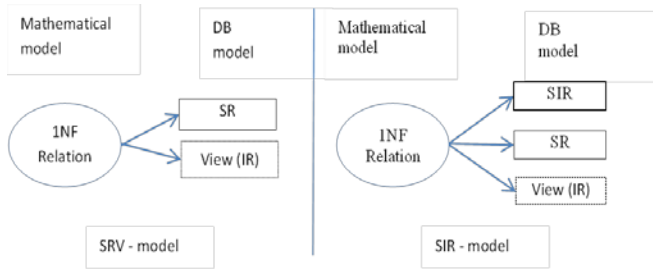 Mathematical
model
DB
model
1NF
Relation
SR
View (IR)
SRV - model
Mathematical
model
DB
model
1NF
Relation
SIR
SR
View (IR)
SIR - model